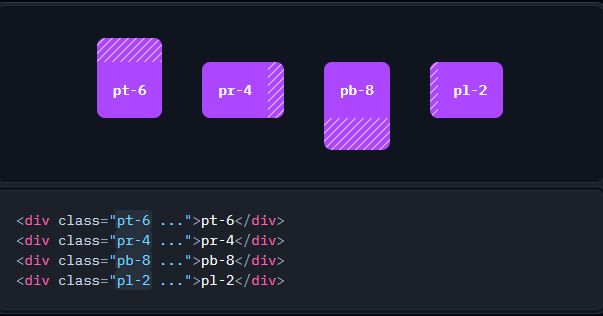 pt-6 pr-4 pb-8 pl-2
<div class="pt-6 ...">pt-6</div>
<div class="pr-4 ...">pr-4</div>
<div class="pb-8 ...">pb-8</div>
<div class="pl-2 ...">pl-2</div>